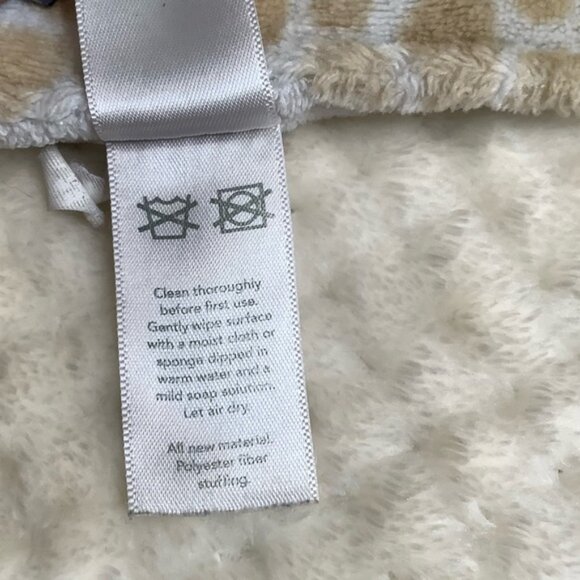 Clean thoroughly
before first use.
Gently wipe surface
with a moist cloth or
sponge dipped in
warm water and a
mild soap solution.
Let air dry.
All new material.
Polyester fiber
stuffing.